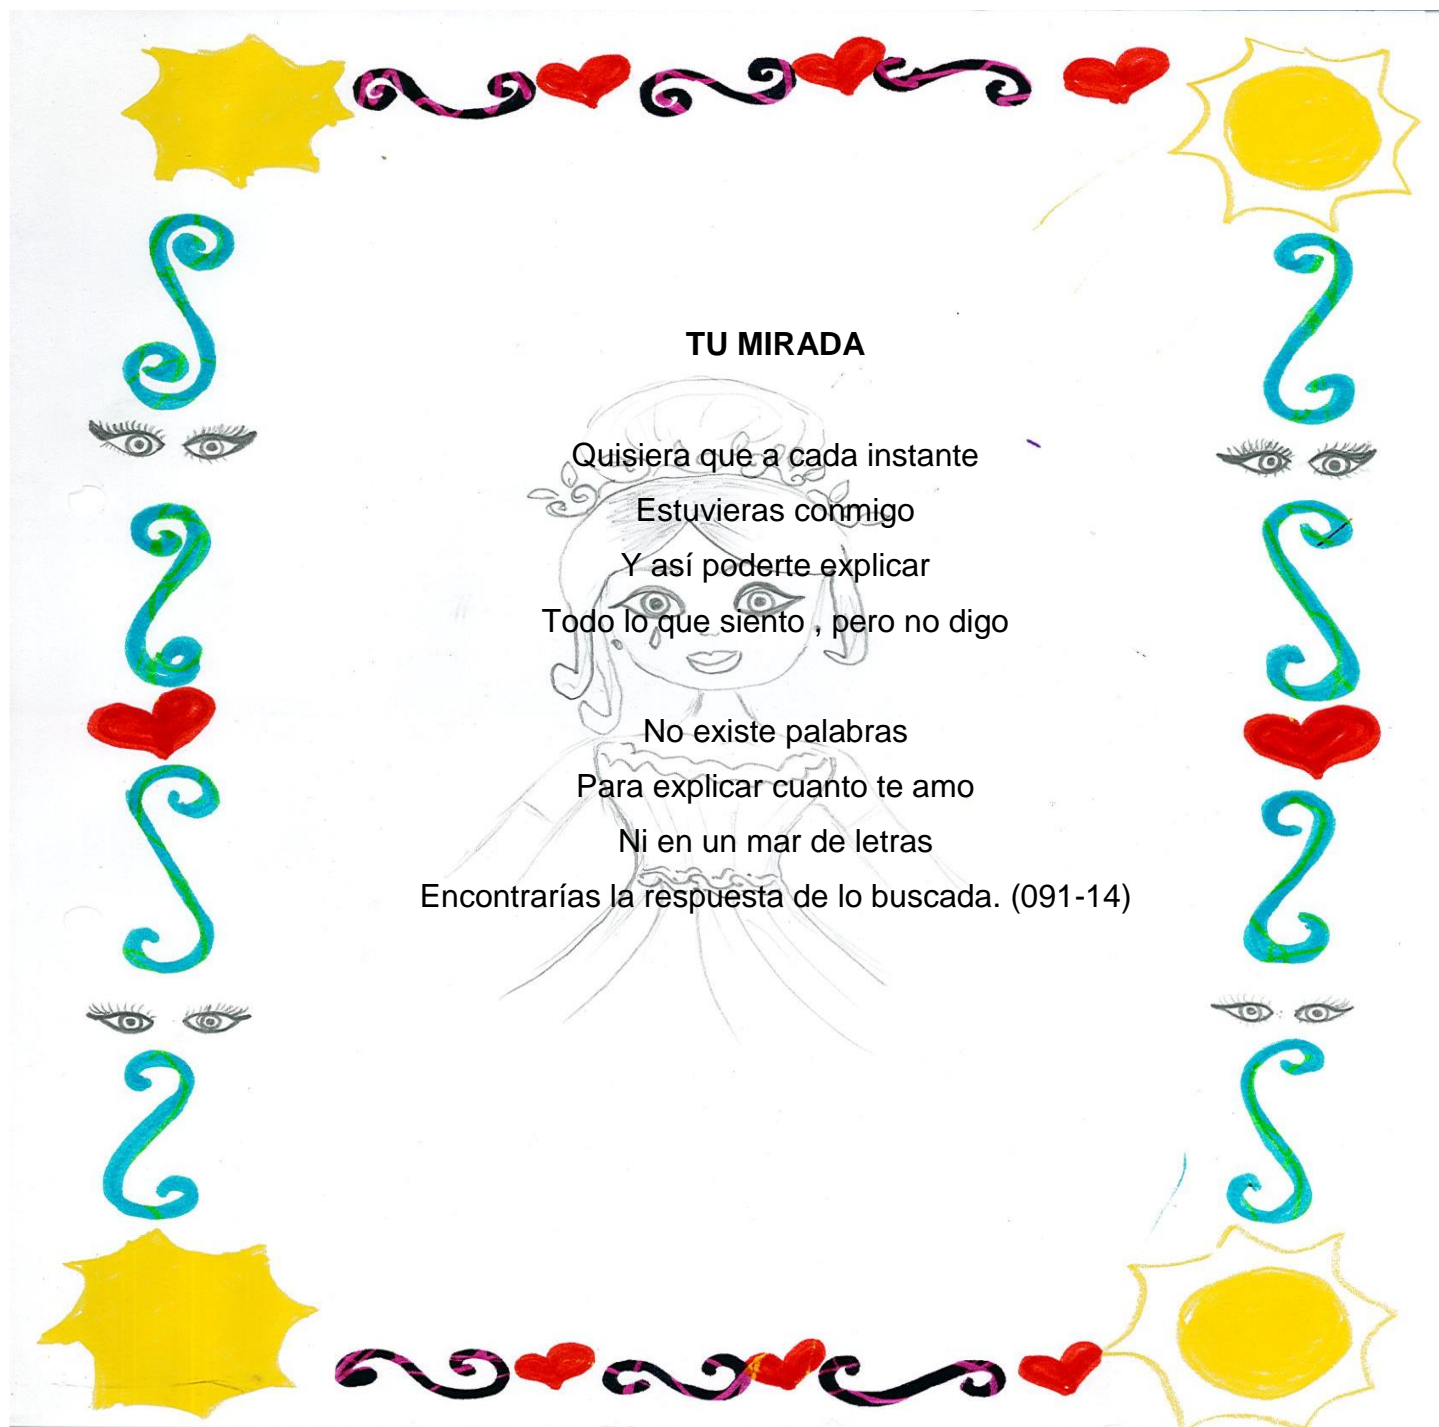 TU MIRADA
Quisiera que a cada instante
Estuvieras conmigo
Y así poderte explicar
Todo lo que siento , pero no digo
No existe palabras
Para explicar cuanto te amo
Ni en un mar de letras
Encontrarías la respuesta de lo buscada. (091-14)